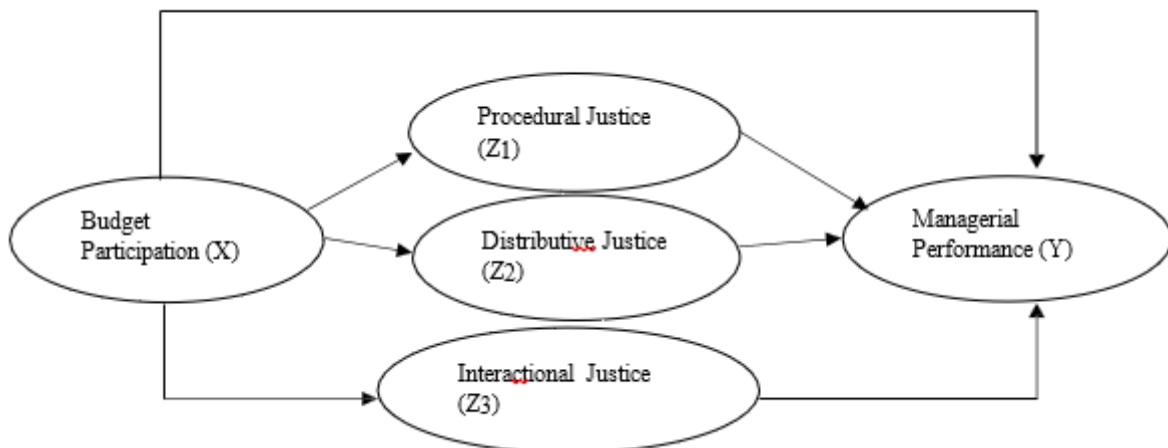 Procedural Justice
(Z1)
Budget
Participation (X)
Distributive Justice
(Z2)
Managerial
Performance (Y)
Interactional Justice
(Z3)